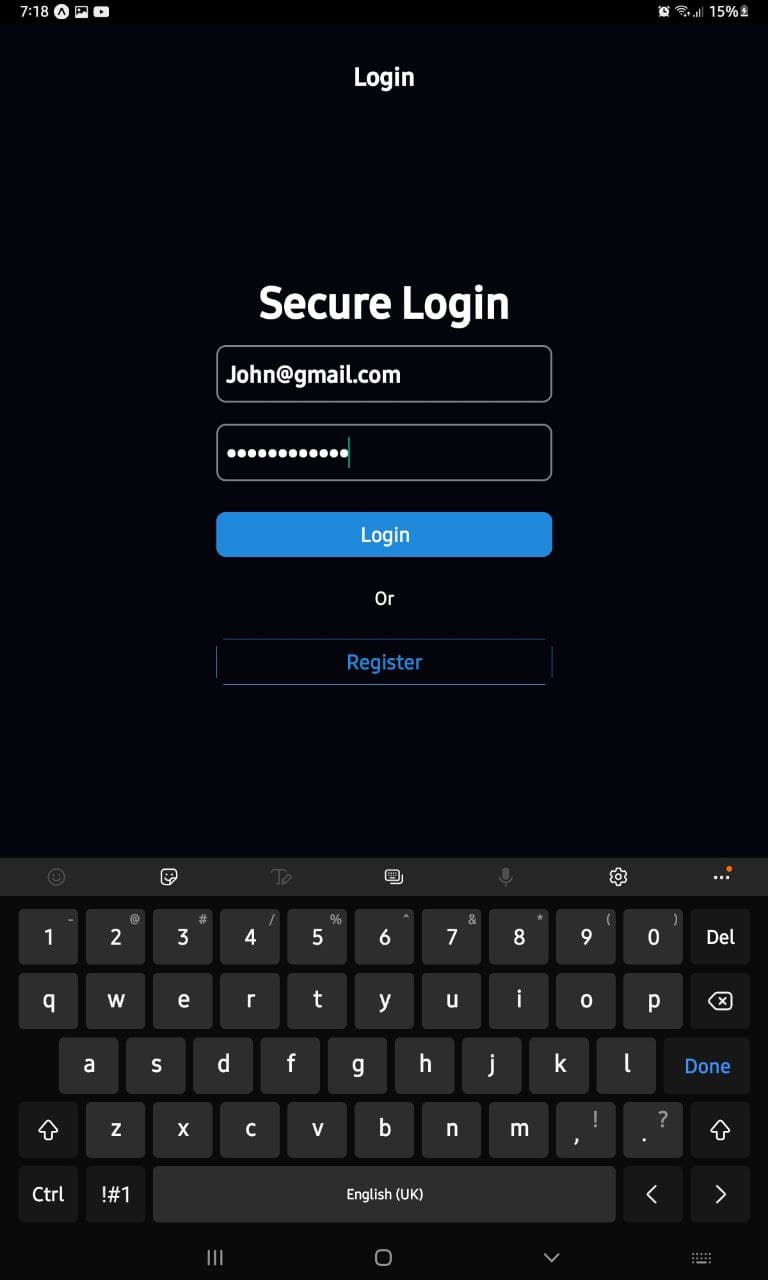 7:18 15%
Login
Secure Login
John@gmail.com
••••••••••••
Login
Or
Register
1 - 2 @ 3 # 4 / 5 % 6 ^ 7 & 8 * 9 ( 0 ) Del
q w e r t y u i o p
a s d f g h j k l Done
z x c v b n m , ! . ?
Ctrl !#1 English (UK) < >